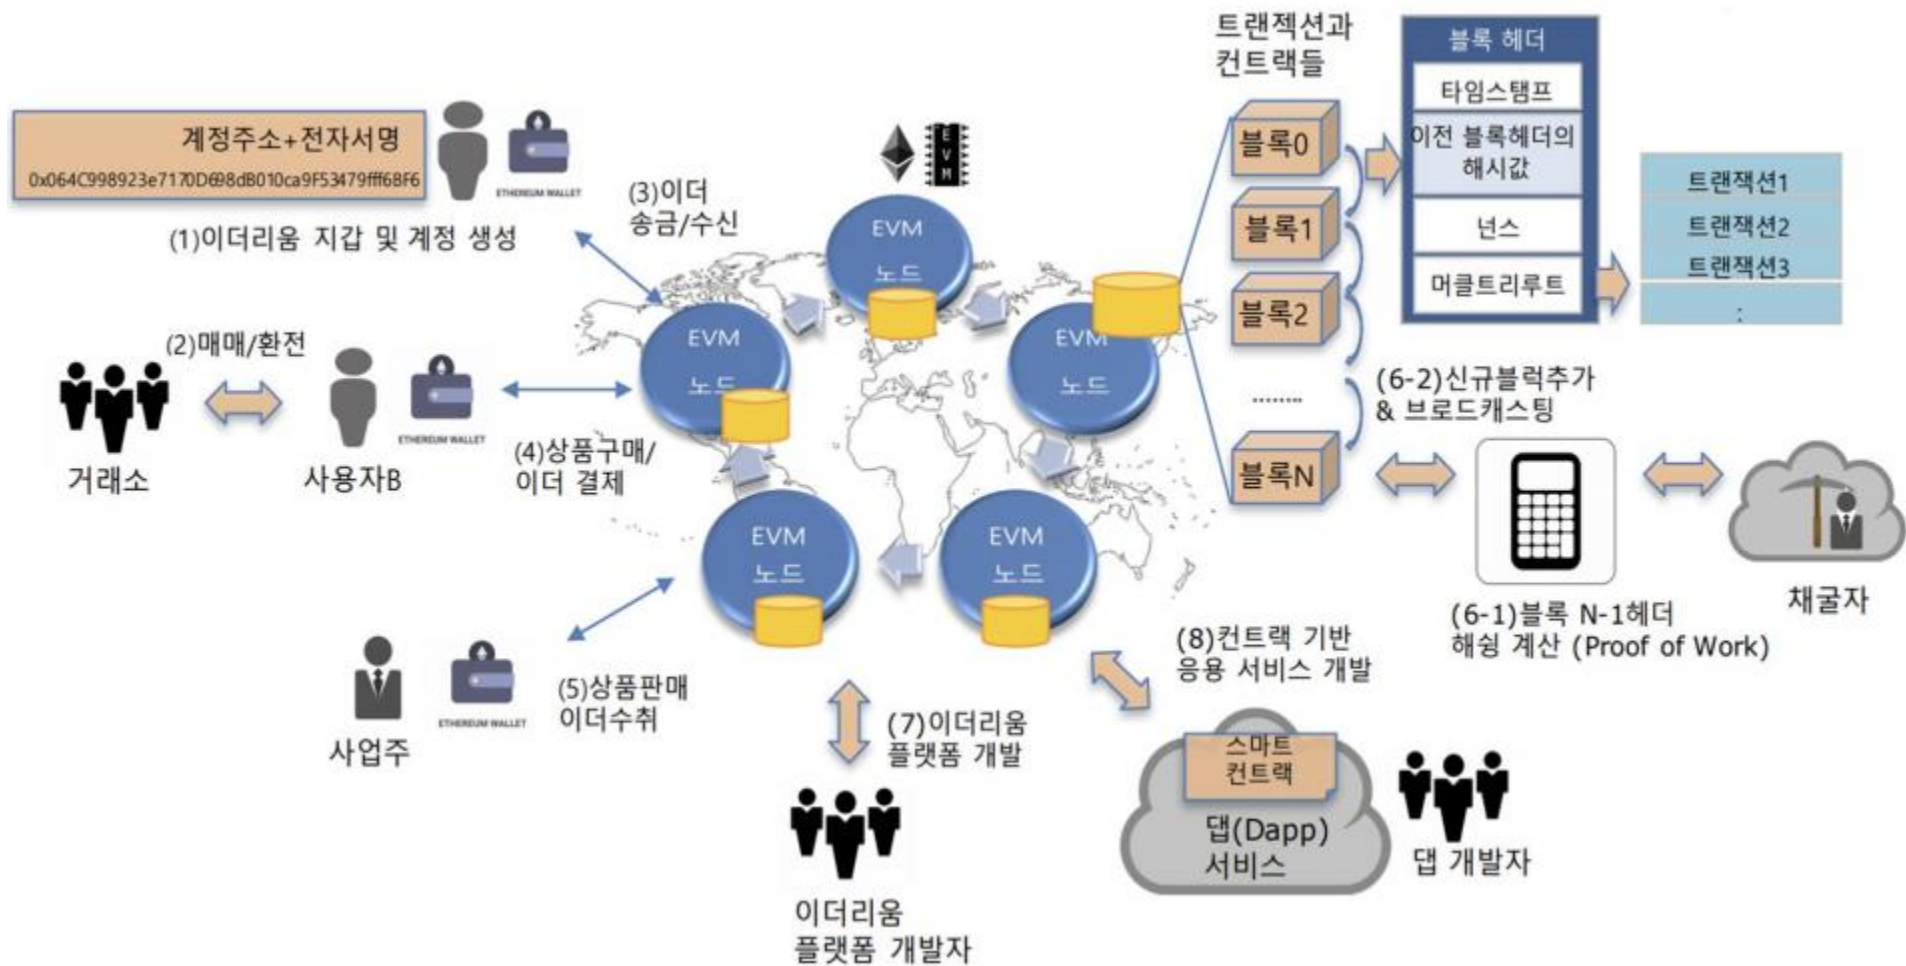 계정주소+전자서명
0x064C998923e7170D698dB010ca9F53479fff68F6
ETHEREUM WALLET
(1)이더리움 지갑 및 계정 생성
(3)이더
송금/수신
EVM
EVM
노드
트랜젝션과
컨트랙들
블록0
블록1
블록2
........
블록N
블록 헤더
타임스탬프
이전 블록헤더의
해시값
넌스
머클트리루트
트랜잭션1
트랜잭션2
트랜잭션3
:
(2)매매/환전
거래소
사용자B
ETHEREUM WALLET
(4)상품구매/
이더 결제
EVM
노드
EVM
노드
(6-2)신규블럭추가
& 브로드캐스팅
(6-1)블록 N-1헤더
해슁 계산 (Proof of Work)
채굴자
EVM
노드
EVM
노드
사업주
ETHEREUM WALLET
(5)상품판매
이더수취
(7)이더리움
플랫폼 개발
이더리움
플랫폼 개발자
(8)컨트랙 기반
응용 서비스 개발
스마트
컨트랙
댑(Dapp)
서비스
댑 개발자